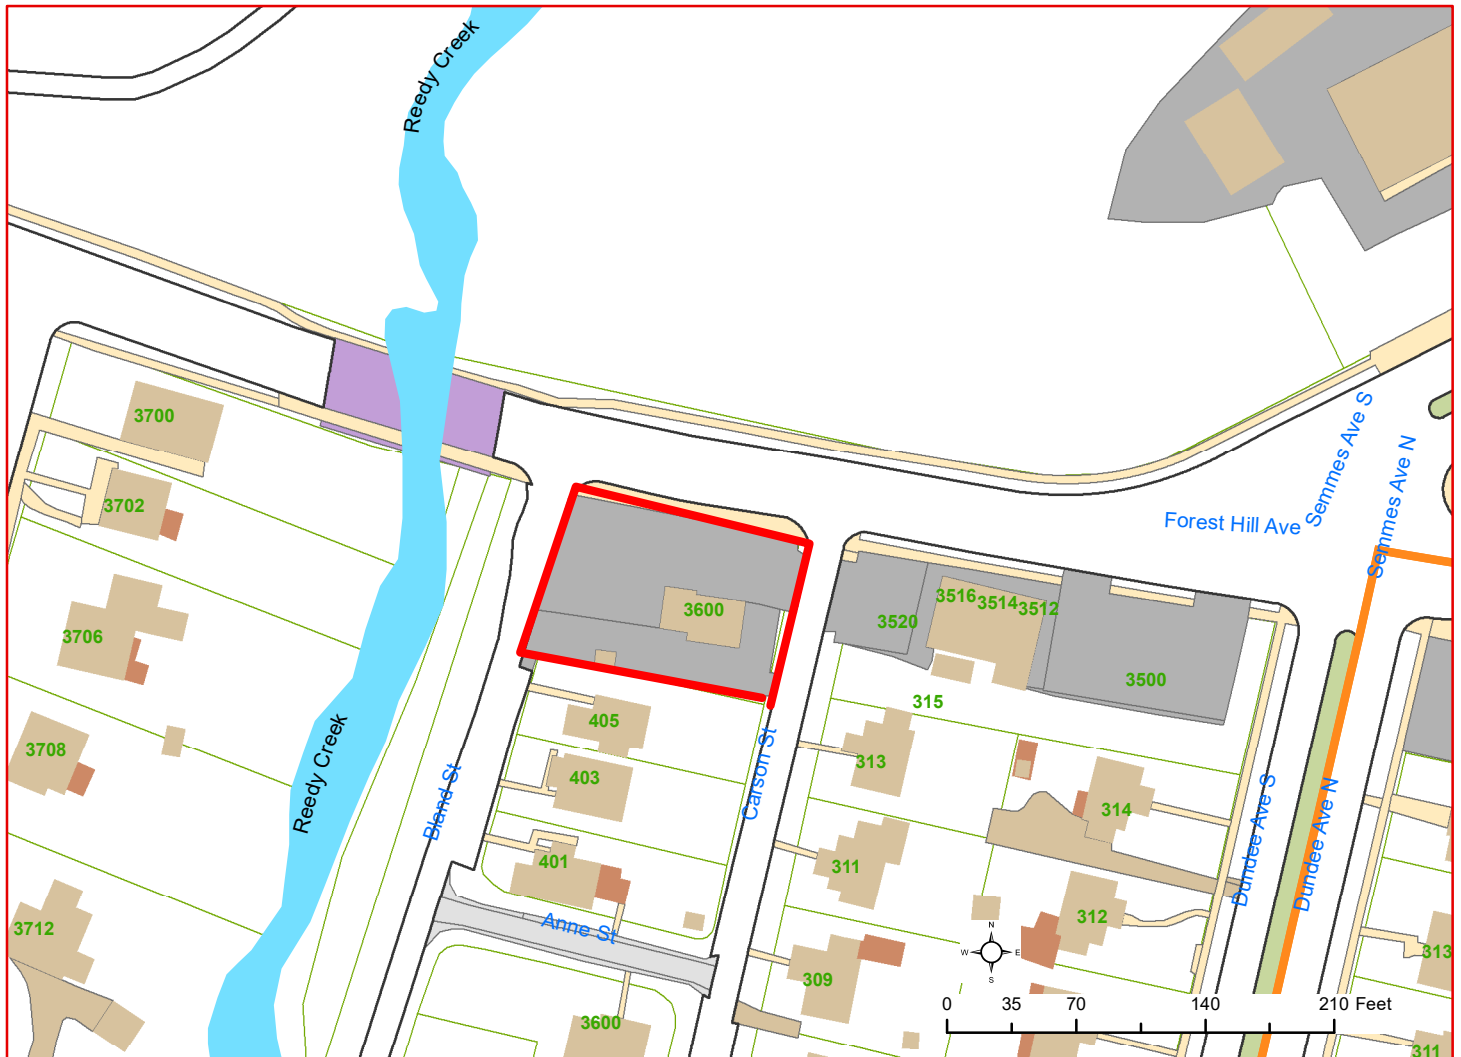 Reedy Creek
3700
3702
Semmes Ave S
Semmes Ave N
Forest Hill Ave
3600
3516
3514
3512
3520
3706
3500
315
405
3708
313
403
Reedy Creek
Bland St
Carson St
314
Dundee Ave S
Dundee Ave N
401
311
3712
Anne St
312
N
W
E
S
313
309
0 35 70 140 210 Feet
3600
311